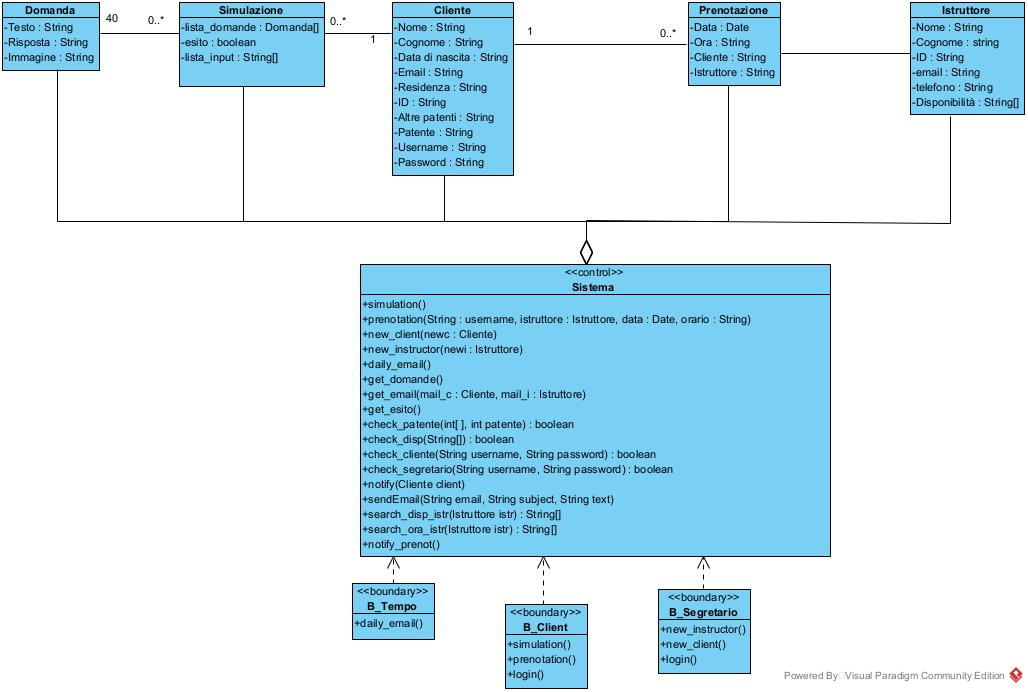 Domanda
-Testo : String
-Risposta : String
-Immagine : String
40
0..*
Simulazione
-lista_domande : Domanda[]
-esito : boolean
-lista_input : String[]
0..*
1
Cliente
-Nome : String
-Cognome : String
-Data di nascita : String
-Email : String
-Residenza : String
-ID : String
-Altre patenti : String
-Patente : String
-Username : String
-Password : String
1
0..*
Prenotazione
-Data : Date
-Ora : String
-Cliente : String
-Istruttore : String
Istruttore
-Nome : String
-Cognome : string
-ID : String
-email : String
-telefono : String
-Disponibilità : String[]
<<control>>
Sistema
+simulation()
+prenotation(String : username, istruttore : Istruttore, data : Date, orario : String)
+new_client(newc : Cliente)
+new_instructor(newi : Istruttore)
+daily_email()
+get_domande()
+get_email(mail_c : Cliente, mail_i : Istruttore)
+get_esito()
+check_patente(int[ ], int patente) : boolean
+check_disp(String[]) : boolean
+check_cliente(String username, String password) : boolean
+check_segretario(String username, String password) : boolean
+notify(Cliente client)
+sendEmail(String email, String subject, String text)
+search_disp_istr(Istruttore istr) : String[]
+search_ora_istr(Istruttore istr) : String[]
+notify_prenot()
<<boundary>>
B_Tempo
+daily_email()
<<boundary>>
B_Client
+simulation()
+prenotation()
+login()
<<boundary>>
B_Segretario
+new_instructor()
+new_client()
+login()
Powered By Visual Paradigm Community Edition